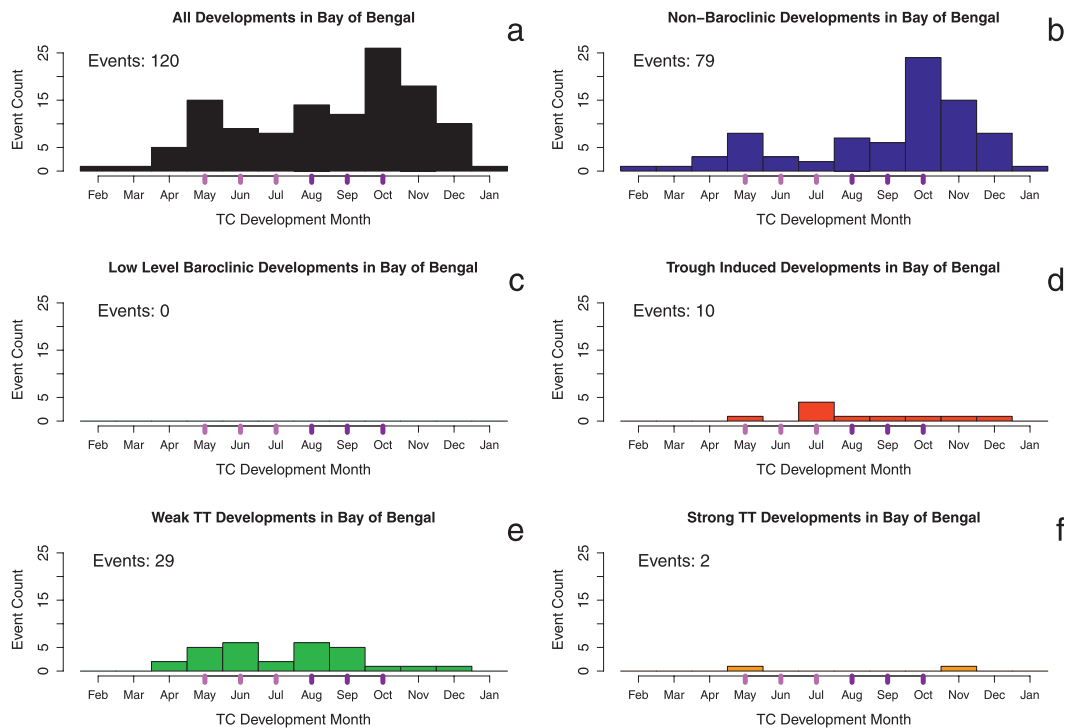 All Developments in Bay of Bengal
a
Events: 120
Event Count
25
15
5
0
Feb Mar Apr May Jun Jul Aug Sep Oct Nov Dec Jan
TC Development Month
Non-Baroclinic Developments in Bay of Bengal
b
Events: 79
Event Count
25
15
5
0
Feb Mar Apr May Jun Jul Aug Sep Oct Nov Dec Jan
TC Development Month
Low Level Baroclinic Developments in Bay of Bengal
c
Events: 0
Event Count
25
15
5
0
Feb Mar Apr May Jun Jul Aug Sep Oct Nov Dec Jan
TC Development Month
Trough Induced Developments in Bay of Bengal
d
Events: 10
Event Count
25
15
5
0
Feb Mar Apr May Jun Jul Aug Sep Oct Nov Dec Jan
TC Development Month
Weak TT Developments in Bay of Bengal
e
Events: 29
Event Count
25
15
5
0
Feb Mar Apr May Jun Jul Aug Sep Oct Nov Dec Jan
TC Development Month
Strong TT Developments in Bay of Bengal
f
Events: 2
Event Count
25
15
5
0
Feb Mar Apr May Jun Jul Aug Sep Oct Nov Dec Jan
TC Development Month